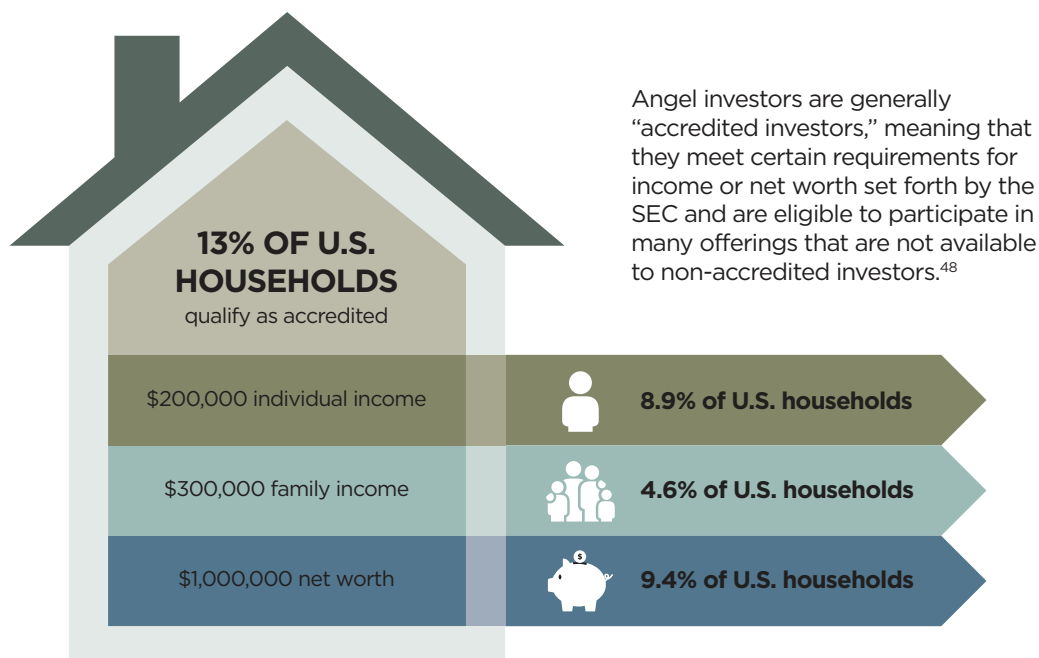 Angel investors are generally
“accredited investors,” meaning that
they meet certain requirements for
income or net worth set forth by the
SEC and are eligible to participate in
many offerings that are not available
to non-accredited investors.48
13% OF U.S.
HOUSEHOLDS
qualify as accredited
$200,000 individual income
8.9% of U.S. households
$300,000 family income
4.6% of U.S. households
$
$1,000,000 net worth
9.4% of U.S. households